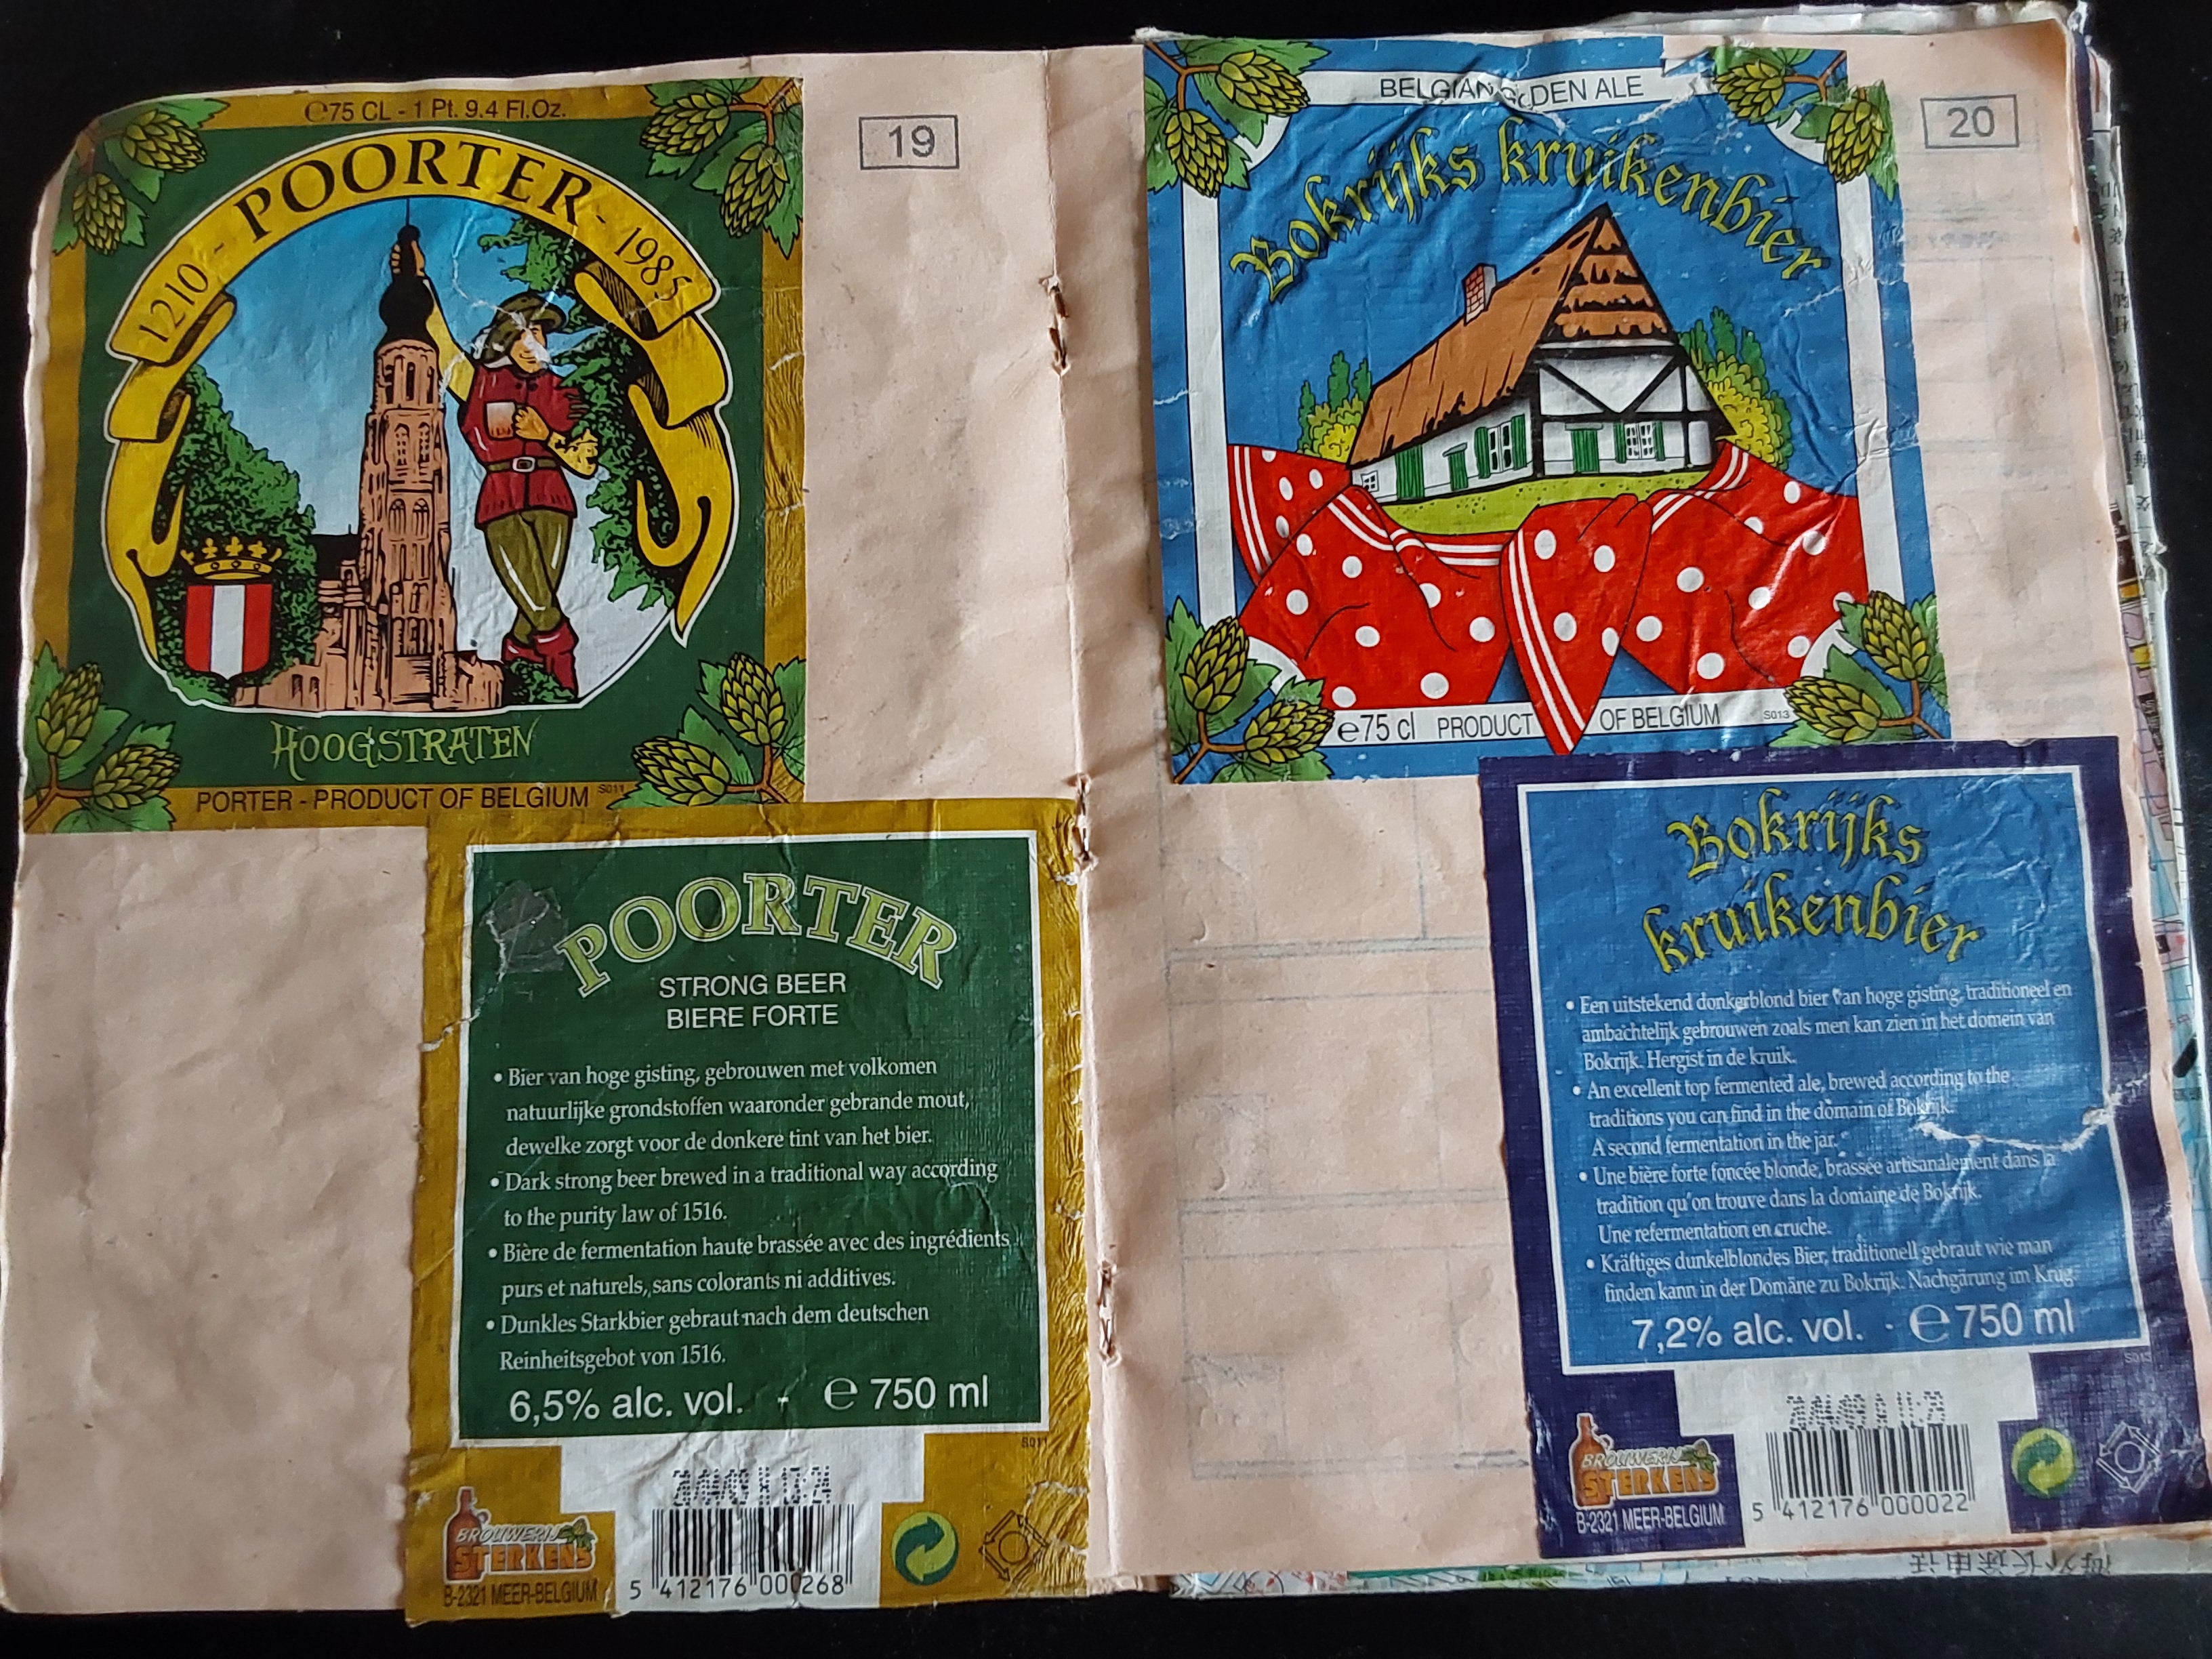 ℮75 CL - 1 Pt. 9.4 Fl.Oz.
1210 - POORTER - 1985
HOOGSTRATEN
PORTER - PRODUCT OF BELGIUM
S011
19
POORTER
STRONG BEER
BIERE FORTE
• Bier van hoge gisting, gebrouwen met volkomen
natuurlijke grondstoffen waaronder gebrande mout,
dewelke zorgt voor de donkere tint van het bier.
• Dark strong beer brewed in a traditional way according
to the purity law of 1516.
• Bière de fermentation haute brassée avec des ingrédients
purs et naturels, sans colorants ni additives.
• Dunkles Starkbier gebraut nach dem deutschen
Reinheitsgebot von 1516.
6,5% alc. vol. - ℮ 750 ml
S011
BROUWERIJ
STERKENS
B-2321 MEER-BELGIUM
5 412176 000268
BELGIAN DEN ALE
20
Bokrijks kruikenbier
℮75 cl PRODUCT OF BELGIUM
S013
Bokrijks
kruikenbier
• Een uitstekend donkerblond bier van hoge gisting, traditioneel en
ambachtelijk gebrouwen zoals men kan zien in het domein van
Bokrijk. Hergist in de kruik.
• An excellent top fermented ale, brewed according to the
traditions you can find in the domain of Bokrijk.
A second fermentation in the jar.
• Une bière forte foncée blonde, brassée artisanalement dans la
tradition qu'on trouve dans la domaine de Bokrijk.
Une refermentation en cruche.
• Kräftiges dunkelblondes Bier, traditionell gebraut wie man
finden kann in der Domäne zu Bokrijk. Nachgärung im Krug.
7,2% alc. vol. - ℮ 750 ml
S013
BROUWERIJ
STERKENS
B-2321 MEER-BELGIUM
5 412176 000022